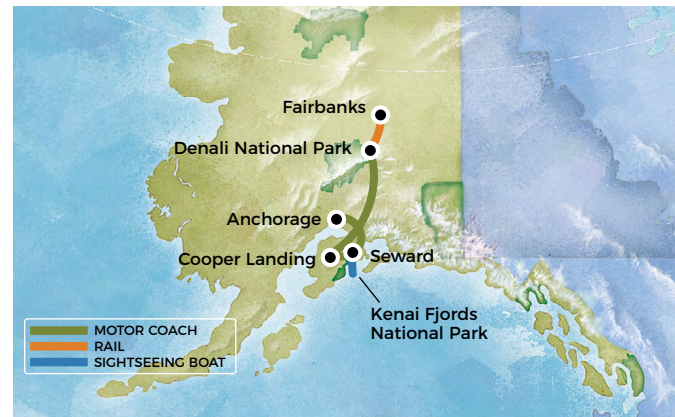 Fairbanks
Denali National Park
Anchorage
Cooper Landing
Seward
Kenai Fjords
National Park
MOTOR COACH
RAIL
SIGHTSEEING BOAT